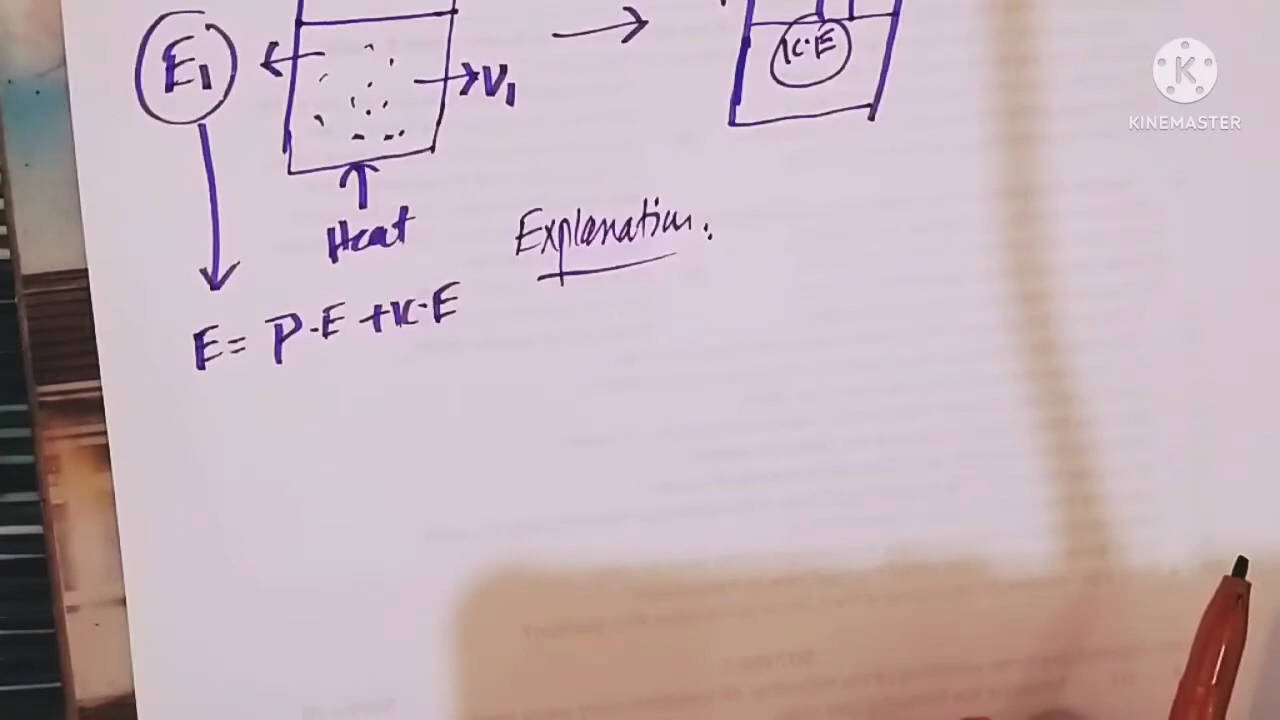 E1
V1
K.E
KINEMASTER
Heat
Explanation.
E = P.E + K.E